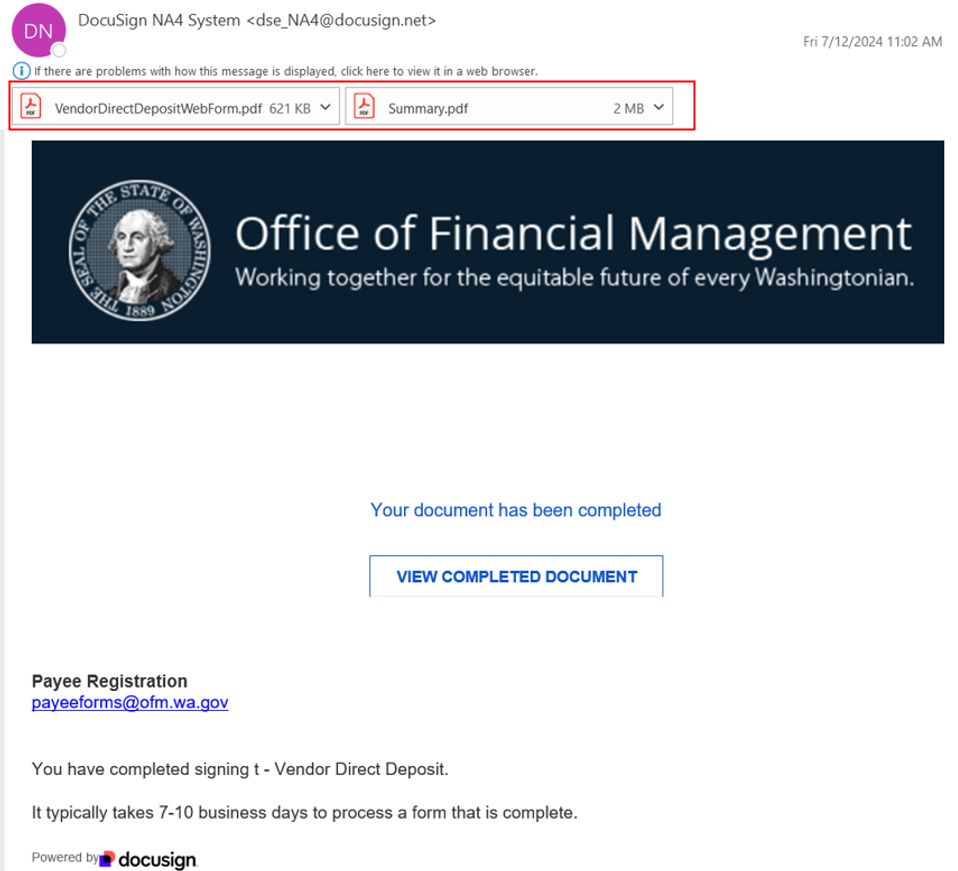 DN
DocuSign NA4 System <dse_NA4@docusign.net>
Fri 7/12/2024 11:02 AM
If there are problems with how this message is displayed, click here to view it in a web browser.
VendorDirectDepositWebForm.pdf 621 KB
Summary.pdf 2 MB
THE SEAL OF THE STATE OF WASHINGTON
1889
Office of Financial Management
Working together for the equitable future of every Washingtonian.
Your document has been completed
VIEW COMPLETED DOCUMENT
Payee Registration
payeeforms@ofm.wa.gov
You have completed signing t - Vendor Direct Deposit.
It typically takes 7-10 business days to process a form that is complete.
Powered by docusign